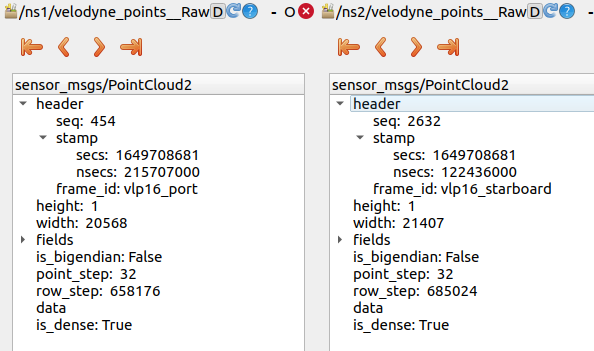 /ns1/velodyne_points__Raw D ? - O
sensor_msgs/PointCloud2
header
seq: 454
stamp
secs: 1649708681
nsecs: 215707000
frame_id: vlp16_port
height: 1
width: 20568
fields
is_bigendian: False
point_step: 32
row_step: 658176
data
is_dense: True
/ns2/velodyne_points__Raw D ? - O
sensor_msgs/PointCloud2
header
seq: 2632
stamp
secs: 1649708681
nsecs: 122436000
frame_id: vlp16_starboard
height: 1
width: 21407
fields
is_bigendian: False
point_step: 32
row_step: 685024
data
is_dense: True